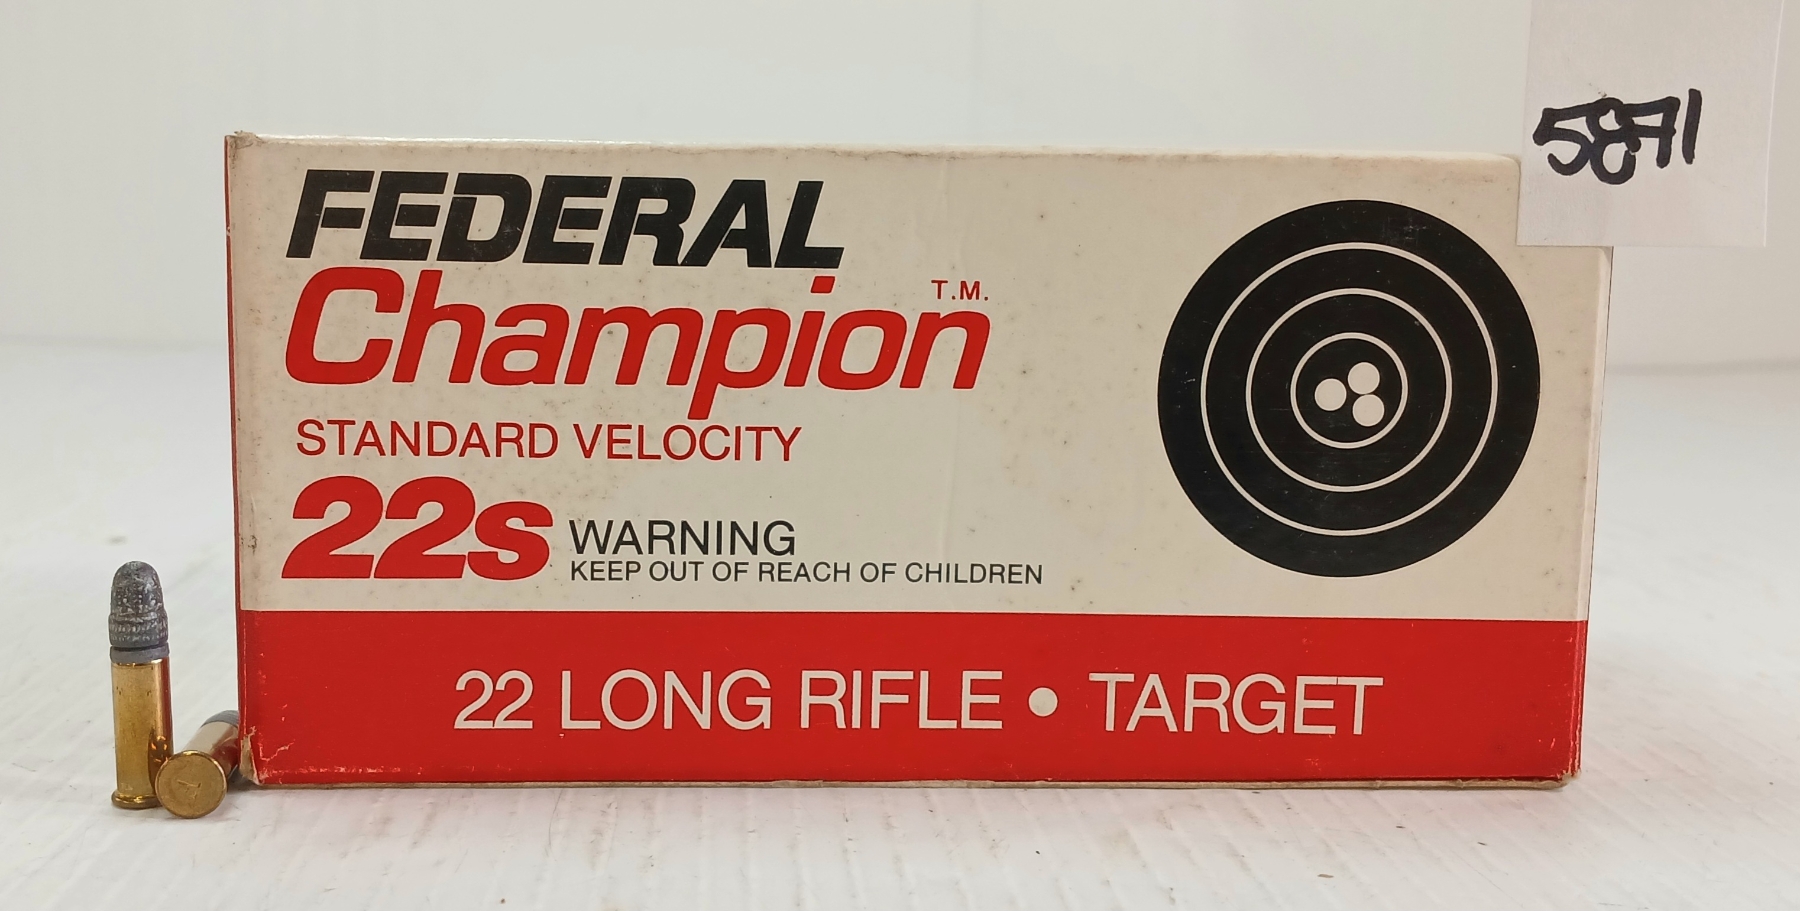 5871
FEDERAL
Champion T.M.
STANDARD VELOCITY
22s WARNING
KEEP OUT OF REACH OF CHILDREN
22 LONG RIFLE • TARGET